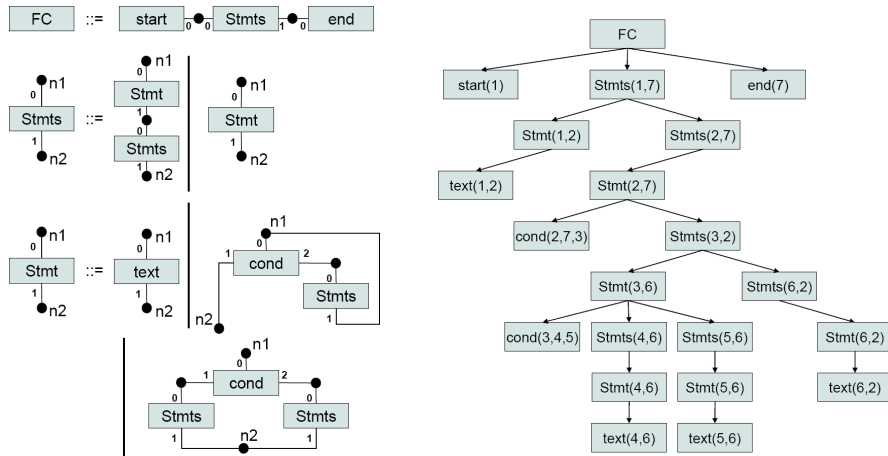 FC ::= start 0 0 Stmts 1 0 end
n1 n1 n1
0 0 0
Stmt
Stmts ::= 1 0 Stmt
Stmts
1 1 1
n2 n2 n2
n1 n1 n1
0 0 1 0 2
Stmt ::= text cond
0
Stmts
1 1 1
n2 n2 n2
n1
0
1 cond 2
0 0
Stmts Stmts
1 n2 1
FC
start(1) Stmts(1,7) end(7)
Stmt(1,2) Stmts(2,7)
text(1,2) Stmt(2,7)
cond(2,7,3) Stmts(3,2)
Stmt(3,6) Stmts(6,2)
cond(3,4,5) Stmts(4,6) Stmts(5,6) Stmt(6,2)
Stmt(4,6) Stmt(5,6) text(6,2)
text(4,6) text(5,6)